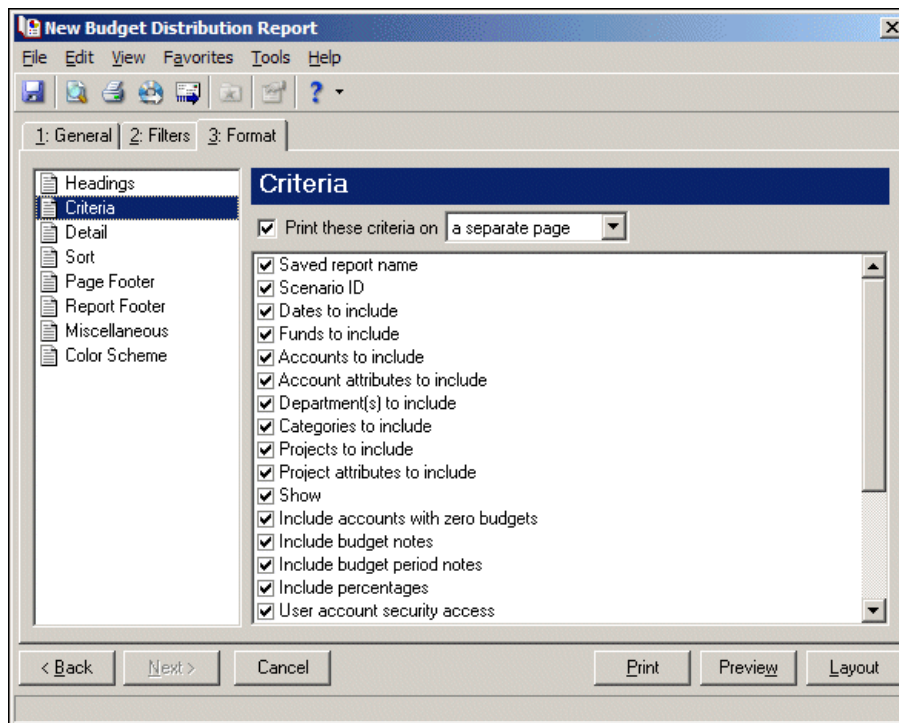 New Budget Distribution Report
File Edit View Favorites Tools Help
1: General 2: Filters 3: Format
Headings
Criteria
Detail
Sort
Page Footer
Report Footer
Miscellaneous
Color Scheme
Criteria
Print these criteria on a separate page
Saved report name
Scenario ID
Dates to include
Funds to include
Accounts to include
Account attributes to include
Department(s) to include
Categories to include
Projects to include
Project attributes to include
Show
Include accounts with zero budgets
Include budget notes
Include budget period notes
Include percentages
User account security access
< Back Next > Cancel Print Preview Layout